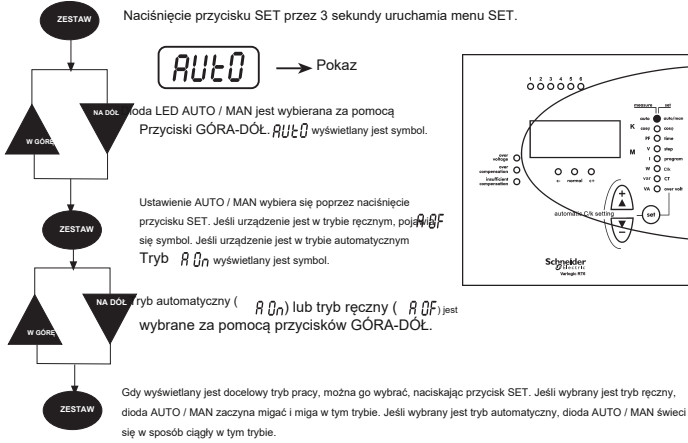 ZESTAW
Naciśnięcie przycisku SET przez 3 sekundy uruchamia menu SET.
AUtO
Pokaz
W GÓRĘ
NA DÓŁ
ioda LED AUTO / MAN jest wybierana za pomocą
Przyciski GÓRA-DÓŁ. AUtO wyświetlany jest symbol.
ZESTAW
Ustawienie AUTO / MAN wybiera się poprzez naciśnięcie
przycisku SET. Jeśli urządzenie jest w trybie ręcznym, pojawia A OF
się symbol. Jeśli urządzenie jest w trybie automatycznym
Tryb A On wyświetlany jest symbol.
W GÓRĘ
NA DÓŁ
ryb automatyczny ( A On) lub tryb ręczny ( A OF) jest
wybrane za pomocą przycisków GÓRA-DÓŁ.
ZESTAW
Gdy wyświetlany jest docelowy tryb pracy, można go wybrać, naciskając przycisk SET. Jeśli wybrany jest tryb ręczny,
dioda AUTO / MAN zaczyna migać i miga w tym trybie. Jeśli wybrany jest tryb automatyczny, dioda AUTO / MAN świeci
się w sposób ciągły w tym trybie.
1 2 3 4 5 6
measure set
auto auto/man
K cosφ cosφ
PF time
M V step
I program
W C/k
VAr CT
VA over volt
over voltage
over compensation
insufficient compensation
normal
+
automatic C/k setting
set
−
Schneider
Electric
Varlogic RT6